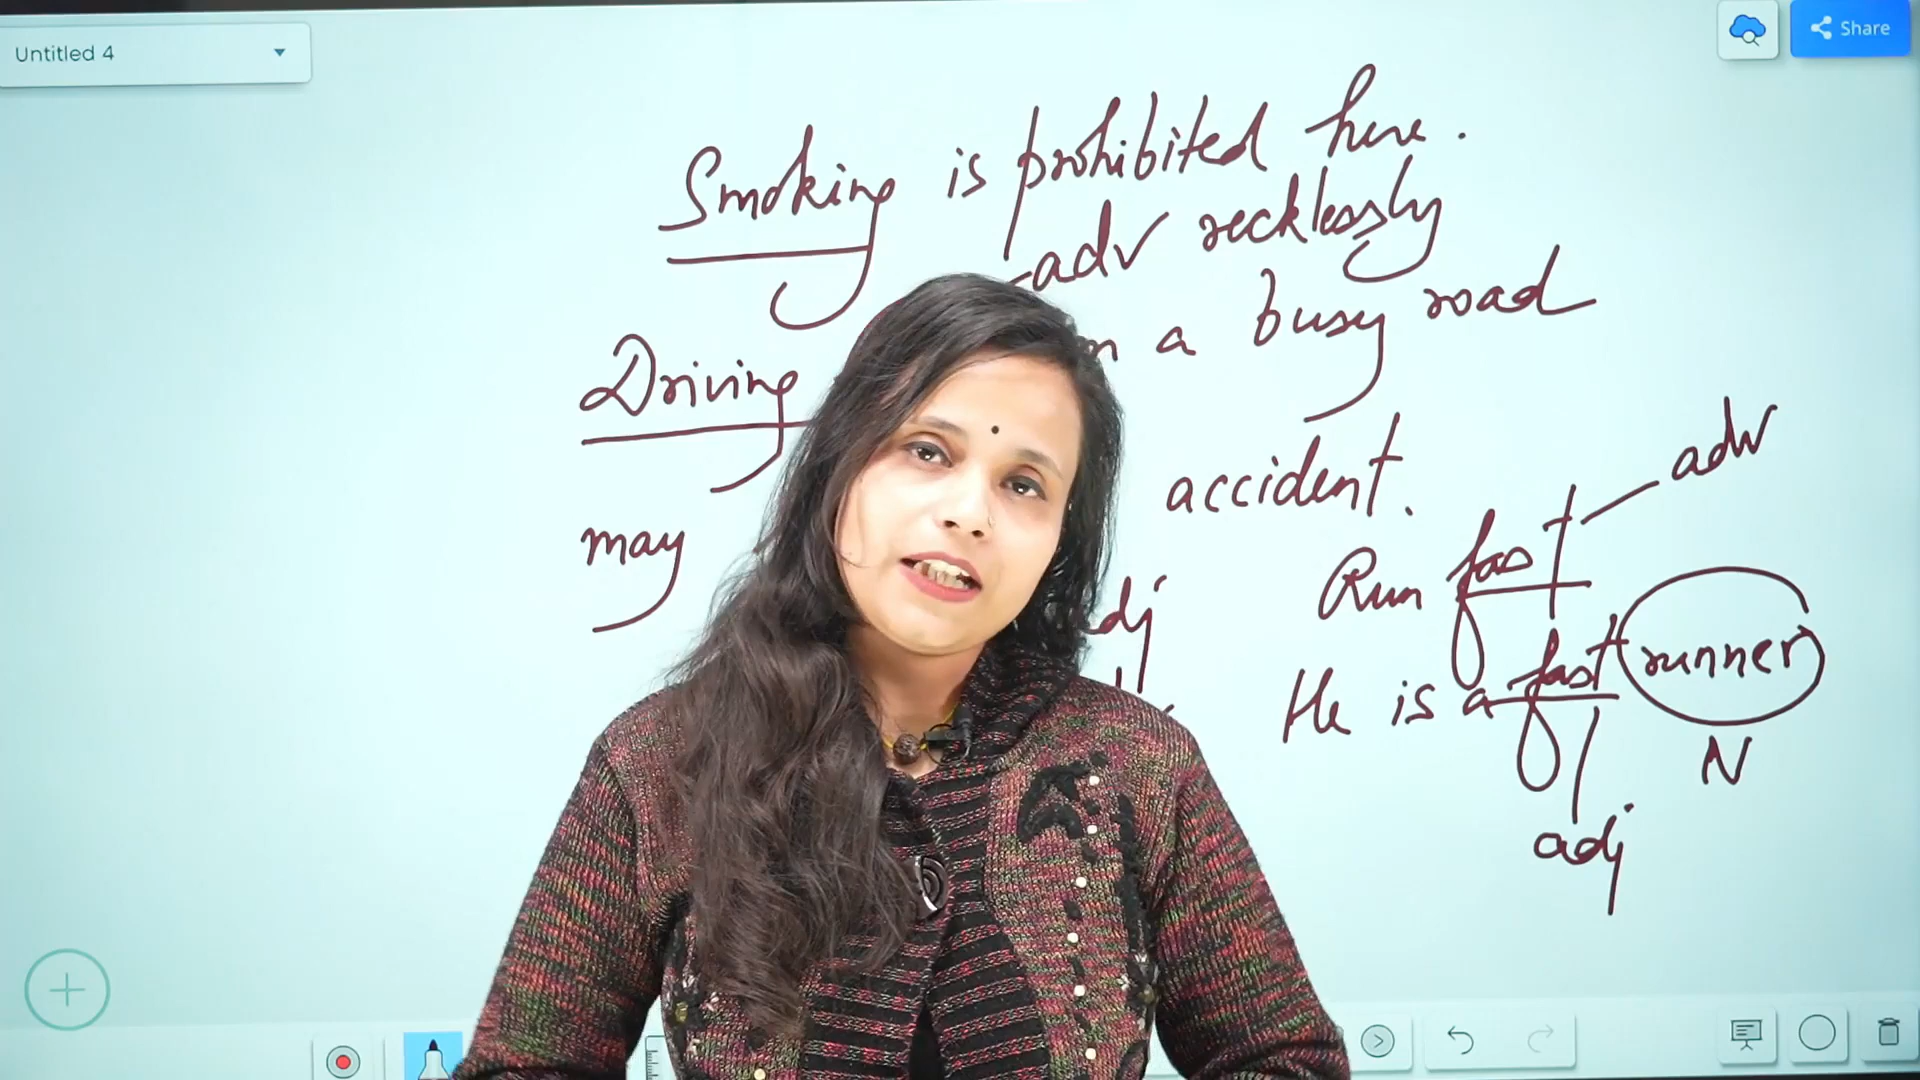 Untitled 4
Share
Smoking is prohibited here.
adv recklessly
Driving a busy road
may accident.
adv
Run fast
He is a fast runner
N
adj